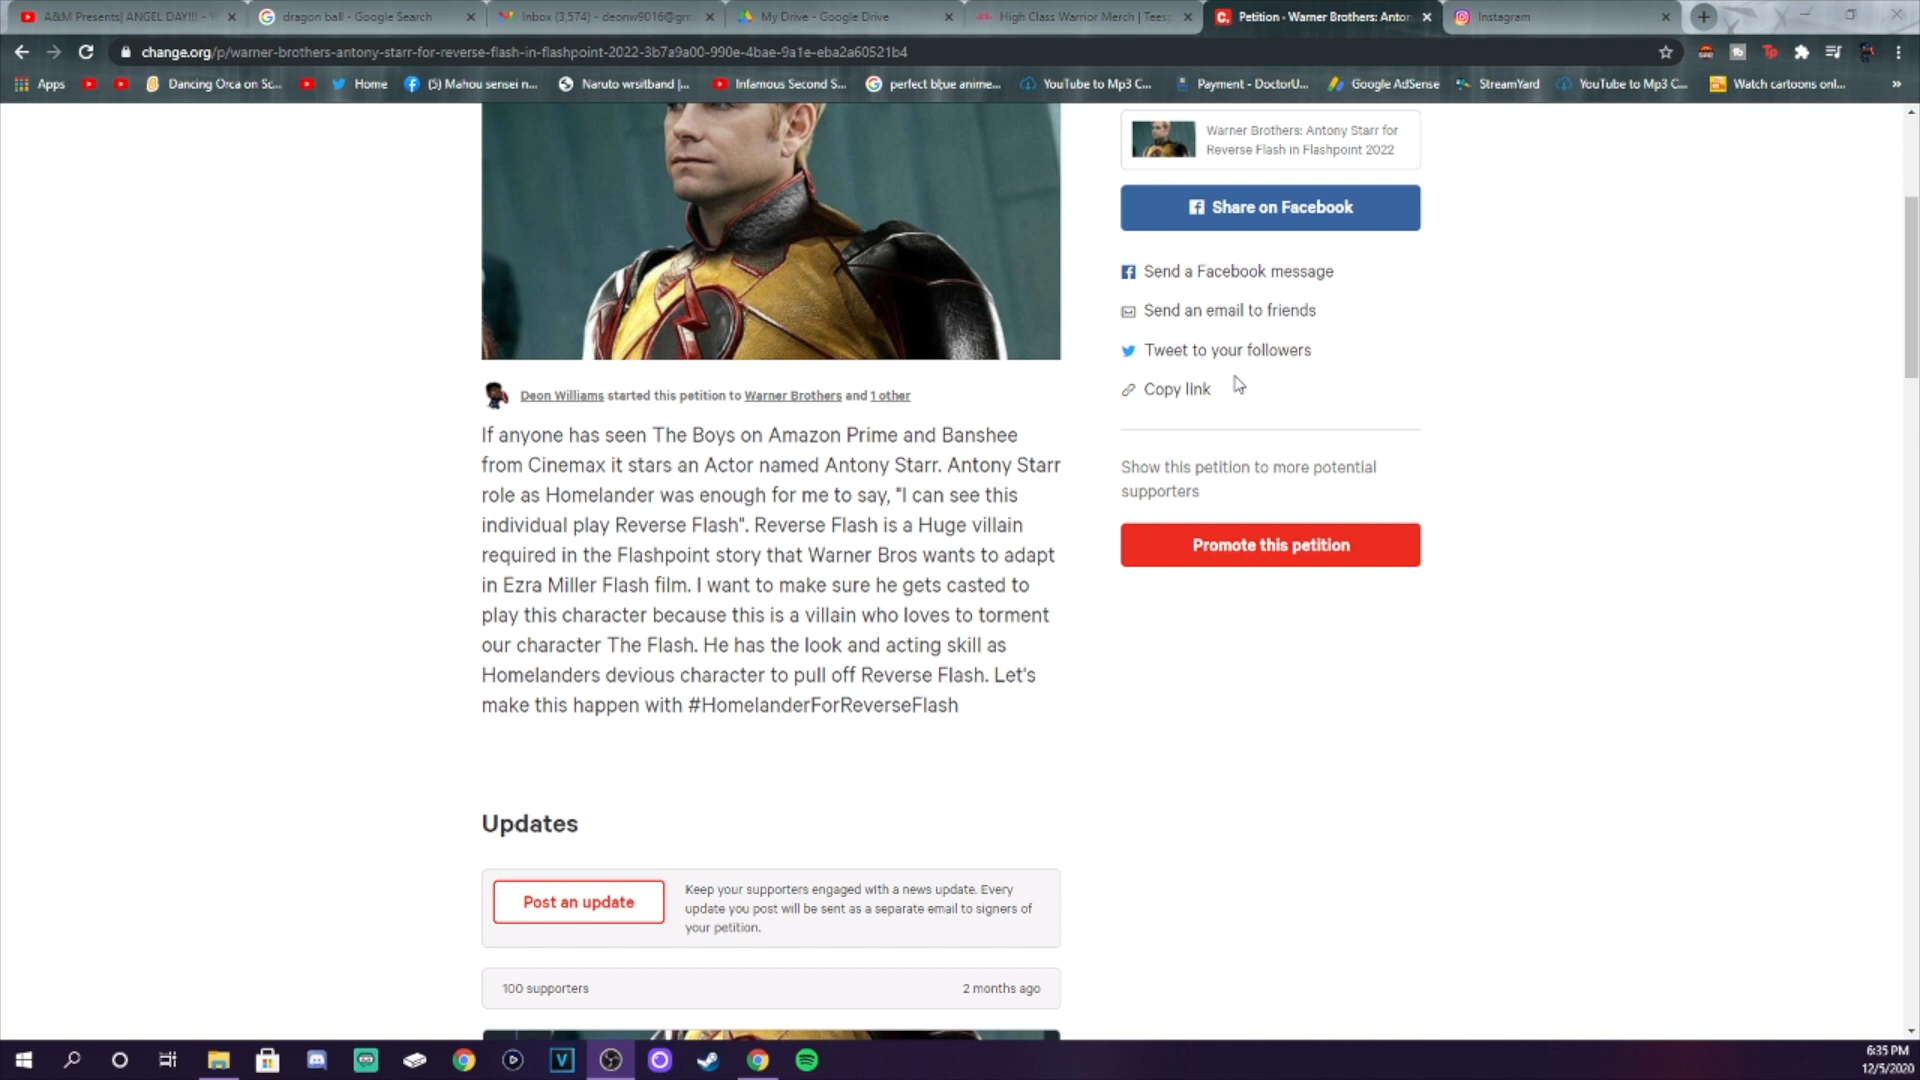 A&M Presents| ANGEL DAY!!! - Y
dragon ball - Google Search
Inbox (3,574) - deonw9016@gm
My Drive - Google Drive
High Class Warrior Merch | Tees
Petition · Warner Brothers: Anton
Instagram
change.org/p/warner-brothers-antony-starr-for-reverse-flash-in-flashpoint-2022-3b7a9a00-990e-4bae-9a1e-eba2a60521b4
Apps
Dancing Orca on Sc...
Home
(5) Mahou sensei n...
Naruto wrsitband |...
Infamous Second S...
perfect blue anime...
YouTube to Mp3 C...
Payment - DoctorU...
Google AdSense
StreamYard
YouTube to Mp3 C...
Watch cartoons onl...
»
Warner Brothers: Antony Starr for
Reverse Flash in Flashpoint 2022
Share on Facebook
Send a Facebook message
Send an email to friends
Tweet to your followers
Copy link
Show this petition to more potential
supporters
Promote this petition
Deon Williams started this petition to Warner Brothers and 1 other
If anyone has seen The Boys on Amazon Prime and Banshee
from Cinemax it stars an Actor named Antony Starr. Antony Starr
role as Homelander was enough for me to say, "I can see this
individual play Reverse Flash". Reverse Flash is a Huge villain
required in the Flashpoint story that Warner Bros wants to adapt
in Ezra Miller Flash film. I want to make sure he gets casted to
play this character because this is a villain who loves to torment
our character The Flash. He has the look and acting skill as
Homelanders devious character to pull off Reverse Flash. Let's
make this happen with #HomelanderForReverseFlash
Updates
Post an update
Keep your supporters engaged with a news update. Every
update you post will be sent as a separate email to signers of
your petition.
100 supporters
2 months ago
6:35 PM
12/5/2020